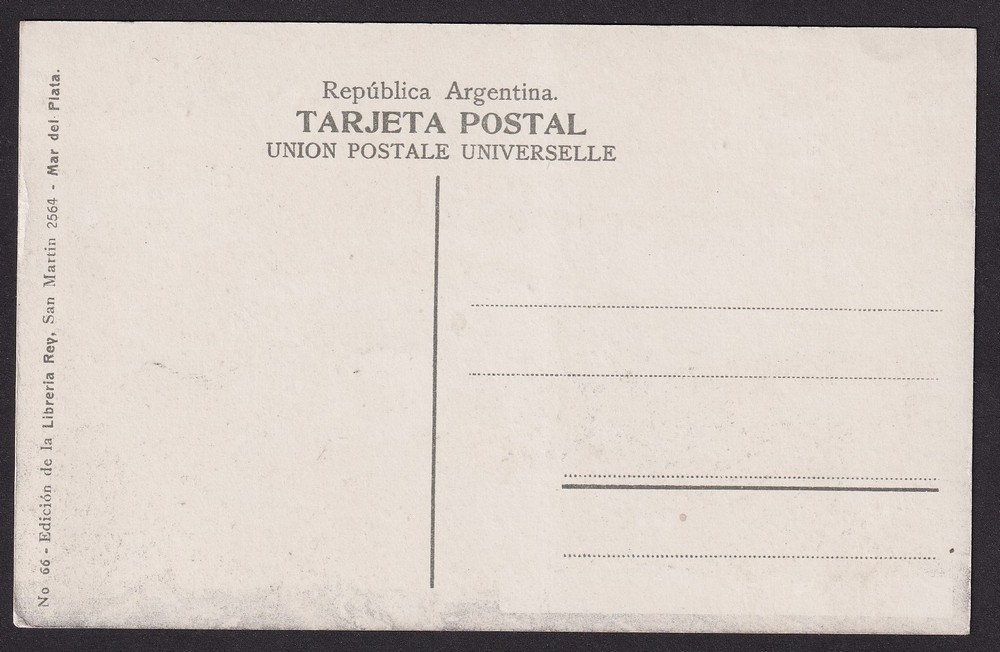 República Argentina.
TARJETA POSTAL
UNION POSTALE UNIVERSELLE
No 66 - Edición de la Libreria Rey, San Martin 2564 - Mar del Plata.